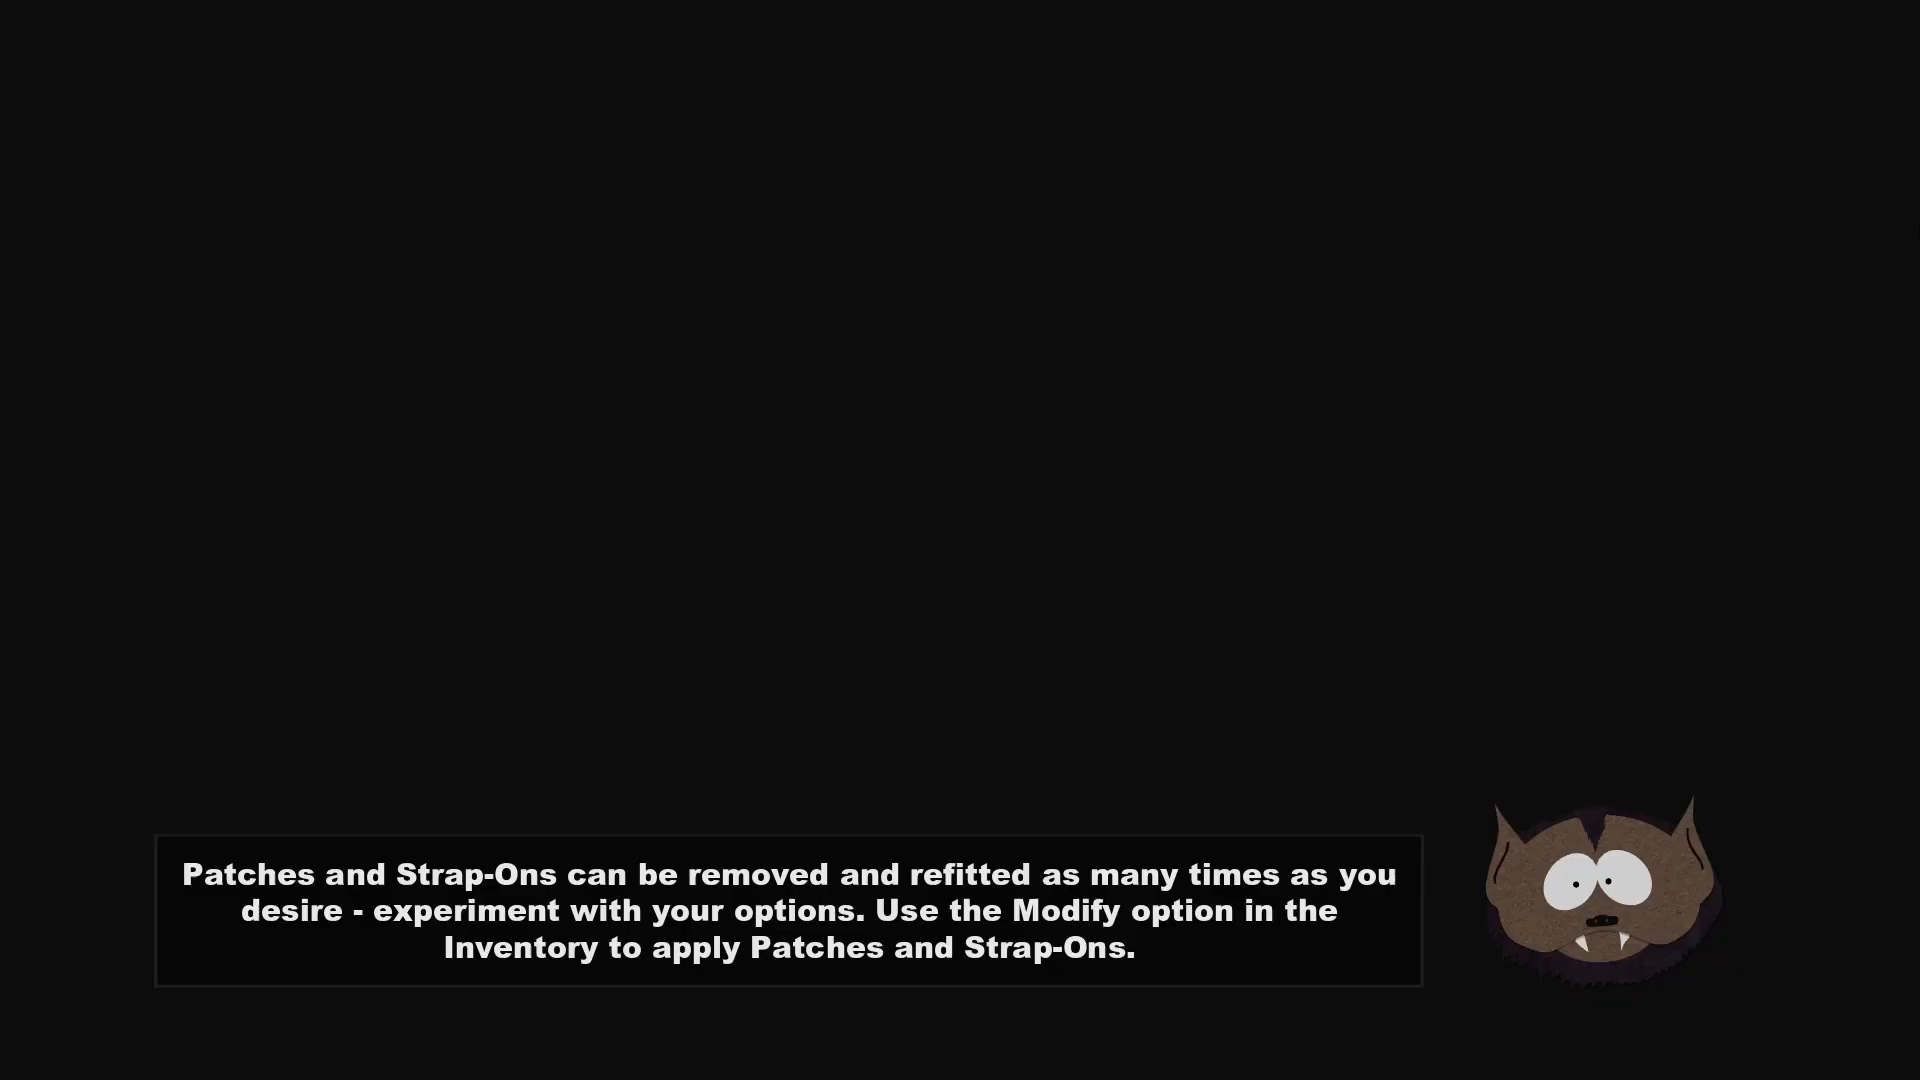 Patches and Strap-Ons can be removed and refitted as many times as you
desire - experiment with your options. Use the Modify option in the
Inventory to apply Patches and Strap-Ons.